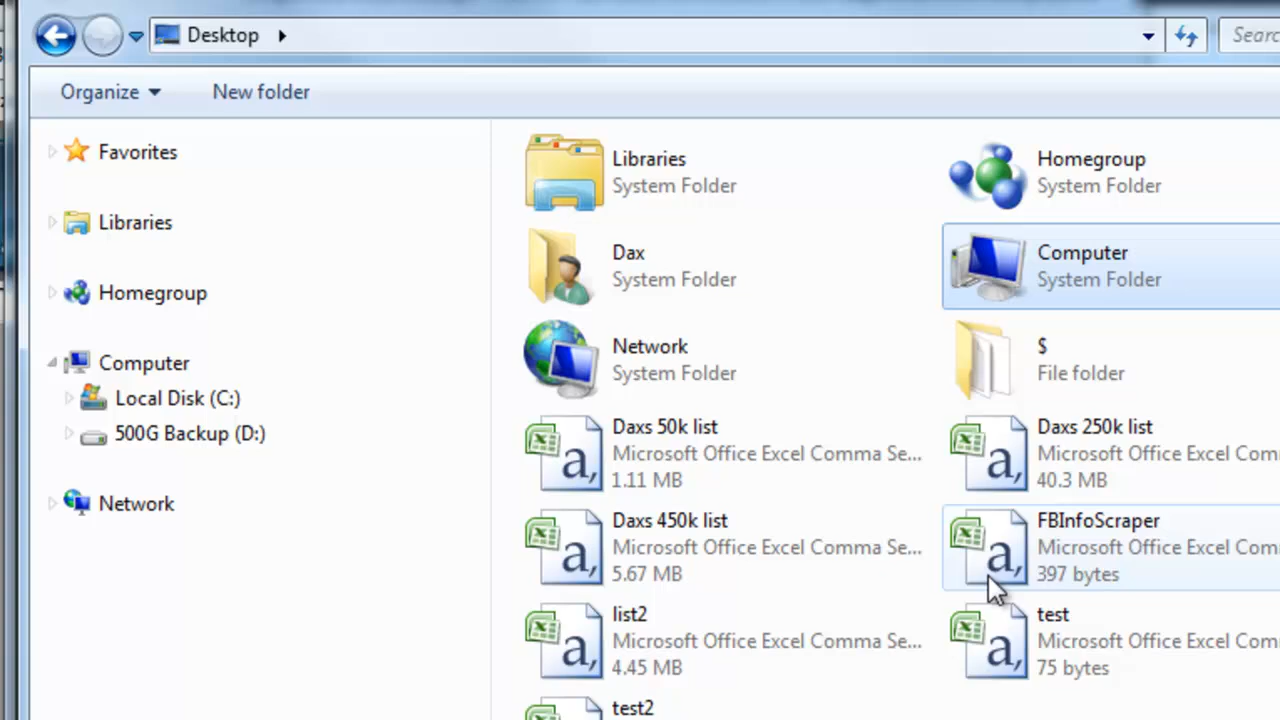 Desktop
Searc
Organize
New folder
Favorites
Libraries
Homegroup
Computer
Local Disk (C:)
500G Backup (D:)
Network
Libraries
System Folder
Homegroup
System Folder
Dax
System Folder
Computer
System Folder
Network
System Folder
$
File folder
Daxs 50k list
Microsoft Office Excel Comma Se...
1.11 MB
Daxs 250k list
Microsoft Office Excel Com
40.3 MB
Daxs 450k list
Microsoft Office Excel Comma Se...
5.67 MB
FBInfoScraper
Microsoft Office Excel Com
397 bytes
list2
Microsoft Office Excel Comma Se...
4.45 MB
test
Microsoft Office Excel Com
75 bytes
test2